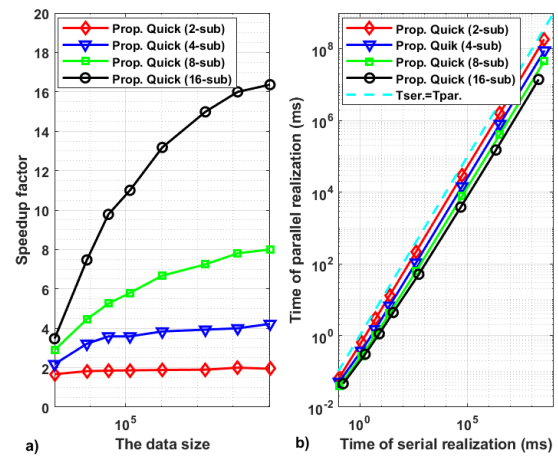 20
18
16
14
12
10
8
6
4
2
0
Speedup factor
Prop. Quick (2-sub)
Prop. Quick (4-sub)
Prop. Quick (8-sub)
Prop. Quick (16-sub)
10^5
The data size
a)
10^8
10^6
10^4
10^2
10^0
10^-2
Time of parallel realization (ms)
Prop. Quick (2-sub)
Prop. Quik (4-sub)
Prop. Quick (8-sub)
Prop. Quick (16-sub)
Tser.=Tpar.
10^0
10^5
Time of serial realization (ms)
b)